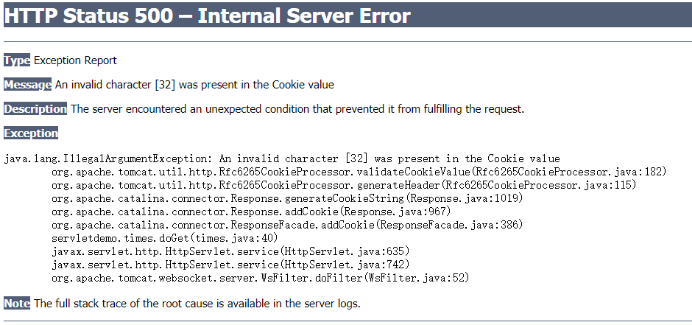 HTTP Status 500 – Internal Server Error
Type Exception Report
Message An invalid character [32] was present in the Cookie value
Description The server encountered an unexpected condition that prevented it from fulfilling the request.
Exception
java.lang.IllegalArgumentException: An invalid character [32] was present in the Cookie value
org.apache.tomcat.util.http.Rfc6265CookieProcessor.validateCookieValue(Rfc6265CookieProcessor.java:182)
org.apache.tomcat.util.http.Rfc6265CookieProcessor.generateHeader(Rfc6265CookieProcessor.java:115)
org.apache.catalina.connector.Response.generateCookieString(Response.java:1019)
org.apache.catalina.connector.Response.addCookie(Response.java:967)
org.apache.catalina.connector.ResponseFacade.addCookie(ResponseFacade.java:386)
servletdemo.times.doGet(times.java:40)
javax.servlet.http.HttpServlet.service(HttpServlet.java:635)
javax.servlet.http.HttpServlet.service(HttpServlet.java:742)
org.apache.tomcat.websocket.server.WsFilter.doFilter(WsFilter.java:52)
Note The full stack trace of the root cause is available in the server logs.